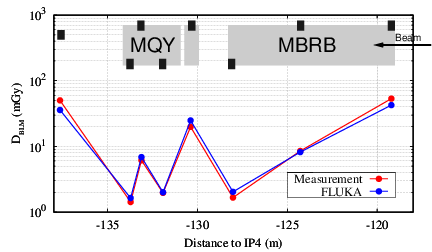 MQY MBRB Beam
10³
10²
10¹
10⁰
D_BLM (mGy)
Measurement
FLUKA
-135 -130 -125 -120
Distance to IP4 (m)